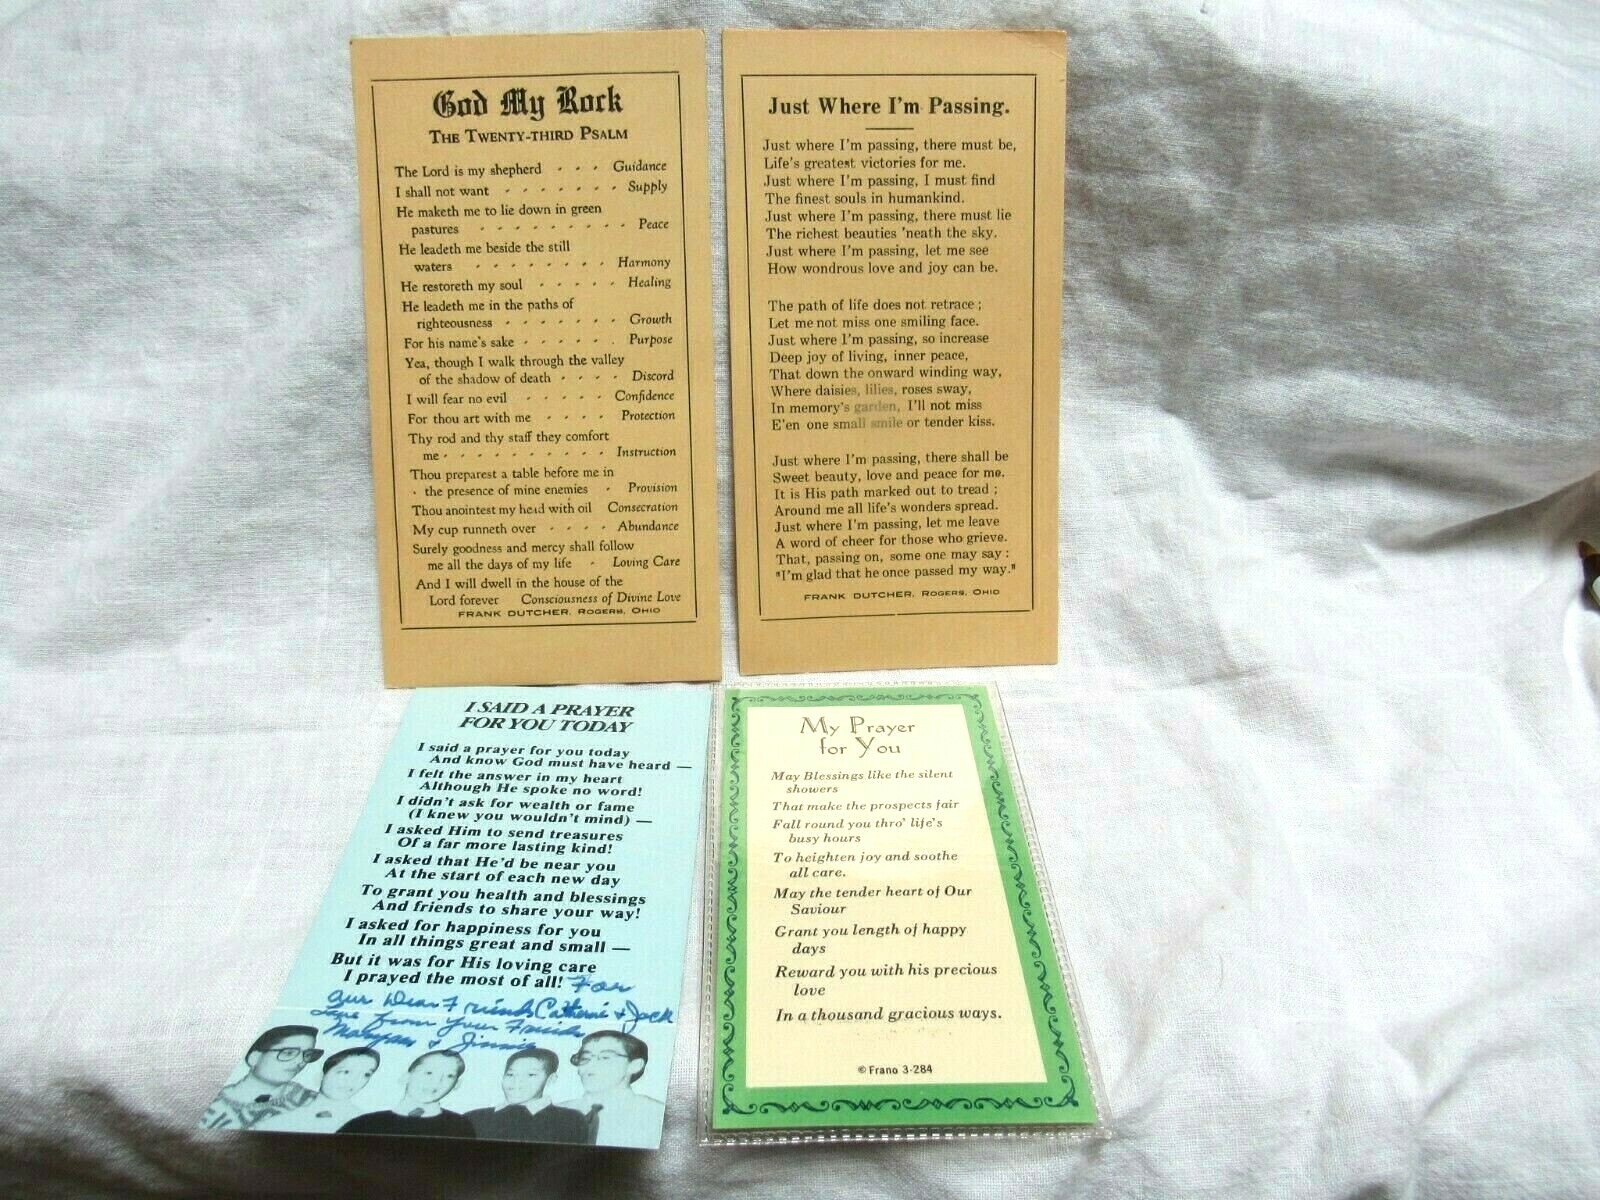 God My Rock
THE TWENTY-THIRD PSALM
The Lord is my shepherd - - - Guidance
I shall not want - - - - - - - Supply
He maketh me to lie down in green
pastures - - - - - - - - - Peace
He leadeth me beside the still
waters - - - - - - - - Harmony
He restoreth my soul - - - - - Healing
He leadeth me in the paths of
righteousness - - - - - - - Growth
For his name's sake - - - - - - Purpose
Yea, though I walk through the valley
of the shadow of death - - - - Discord
I will fear no evil - - - - - Confidence
For thou art with me - - - - Protection
Thy rod and thy staff they comfort
me - - - - - - - - - - Instruction
Thou preparest a table before me in
the presence of mine enemies - Provision
Thou anointest my head with oil Consecration
My cup runneth over - - - - Abundance
Surely goodness and mercy shall follow
me all the days of my life - Loving Care
And I will dwell in the house of the
Lord forever Consciousness of Divine Love
FRANK DUTCHER, ROGERS, OHIO
Just Where I'm Passing.
Just where I'm passing, there must be,
Life's greatest victories for me.
Just where I'm passing, I must find
The finest souls in humankind.
Just where I'm passing, there must lie
The richest beauties 'neath the sky.
Just where I'm passing, let me see
How wondrous love and joy can be.
The path of life does not retrace ;
Let me not miss one smiling face.
Just where I'm passing, so increase
Deep joy of living, inner peace,
That down the onward winding way,
Where daisies, lilies, roses sway,
In memory's garden, I'll not miss
E'en one small smile or tender kiss.
Just where I'm passing, there shall be
Sweet beauty, love and peace for me.
It is His path marked out to tread ;
Around me all life's wonders spread.
Just where I'm passing, let me leave
A word of cheer for those who grieve.
That, passing on, some one may say :
"I'm glad that he once passed my way."
FRANK DUTCHER, ROGERS, OHIO
I SAID A PRAYER
FOR YOU TODAY
I said a prayer for you today
And know God must have heard —
I felt the answer in my heart
Although He spoke no word!
I didn't ask for wealth or fame
(I knew you wouldn't mind) —
I asked Him to send treasures
Of a far more lasting kind!
I asked that He'd be near you
At the start of each new day
To grant you health and blessings
And friends to share your way!
I asked for happiness for you
In all things great and small —
But it was for His loving care
I prayed the most of all! For
Our Dear Friends Catherine & Jack
Love from Your Friends
& Jinnie
My Prayer
for You
May Blessings like the silent
showers
That make the prospects fair
Fall round you thro' life's
busy hours
To heighten joy and soothe
all care.
May the tender heart of Our
Saviour
Grant you length of happy
days
Reward you with his precious
love
In a thousand gracious ways.
© Frano 3-284